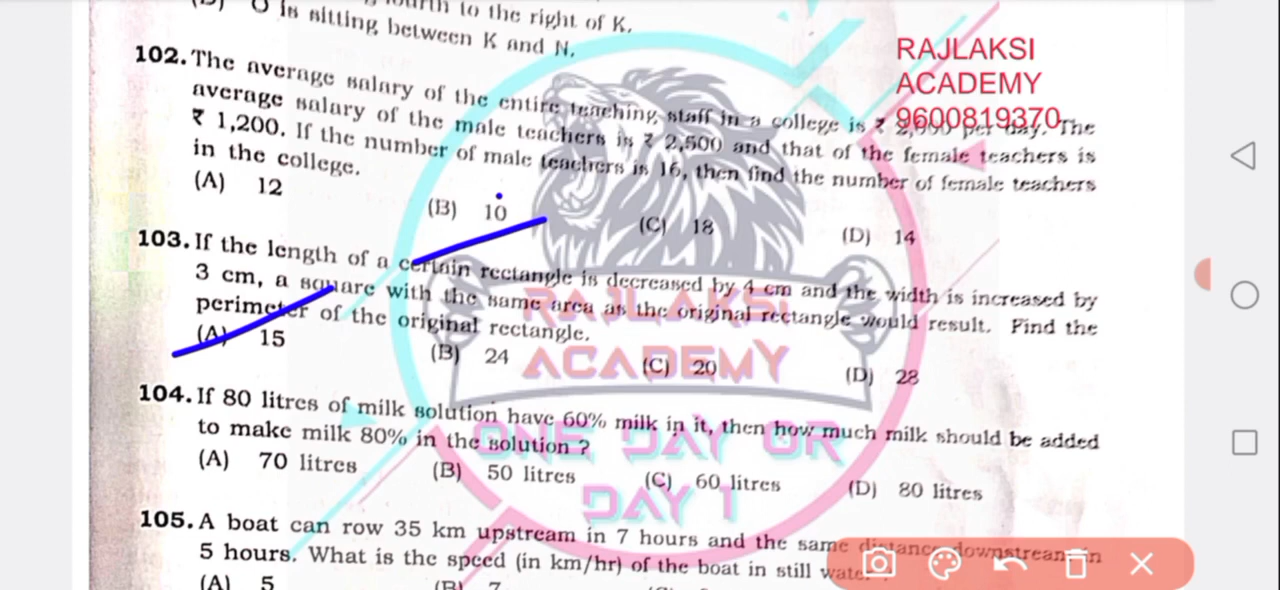 O is sitting between K and N.
to the right of K.
RAJLAKSI
ACADEMY
9600819370
102. The average salary of the entire teaching staff in a college is ₹ per day. The
average salary of the male teachers is ₹ 2,500 and that of the female teachers is
₹ 1,200. If the number of male teachers is 16, then find the number of female teachers
in the college.
(A) 12 (B) 10 (C) 18 (D) 14
103. If the length of a certain rectangle is decreased by 4 cm and the width is increased by
3 cm, a square with the same area as the original rectangle would result. Find the
perimeter of the original rectangle.
(A) 15 (B) 24 (C) 20 (D) 28
RAJLAKSI
ACADEMY
ONE DAY OR
DAY 1
104. If 80 litres of milk solution have 60% milk in it, then how much milk should be added
to make milk 80% in the solution ?
(A) 70 litres (B) 50 litres (C) 60 litres (D) 80 litres
105. A boat can row 35 km upstream in 7 hours and the same distance downstream in
5 hours. What is the speed (in km/hr) of the boat in still
(A) 5 (B) 7